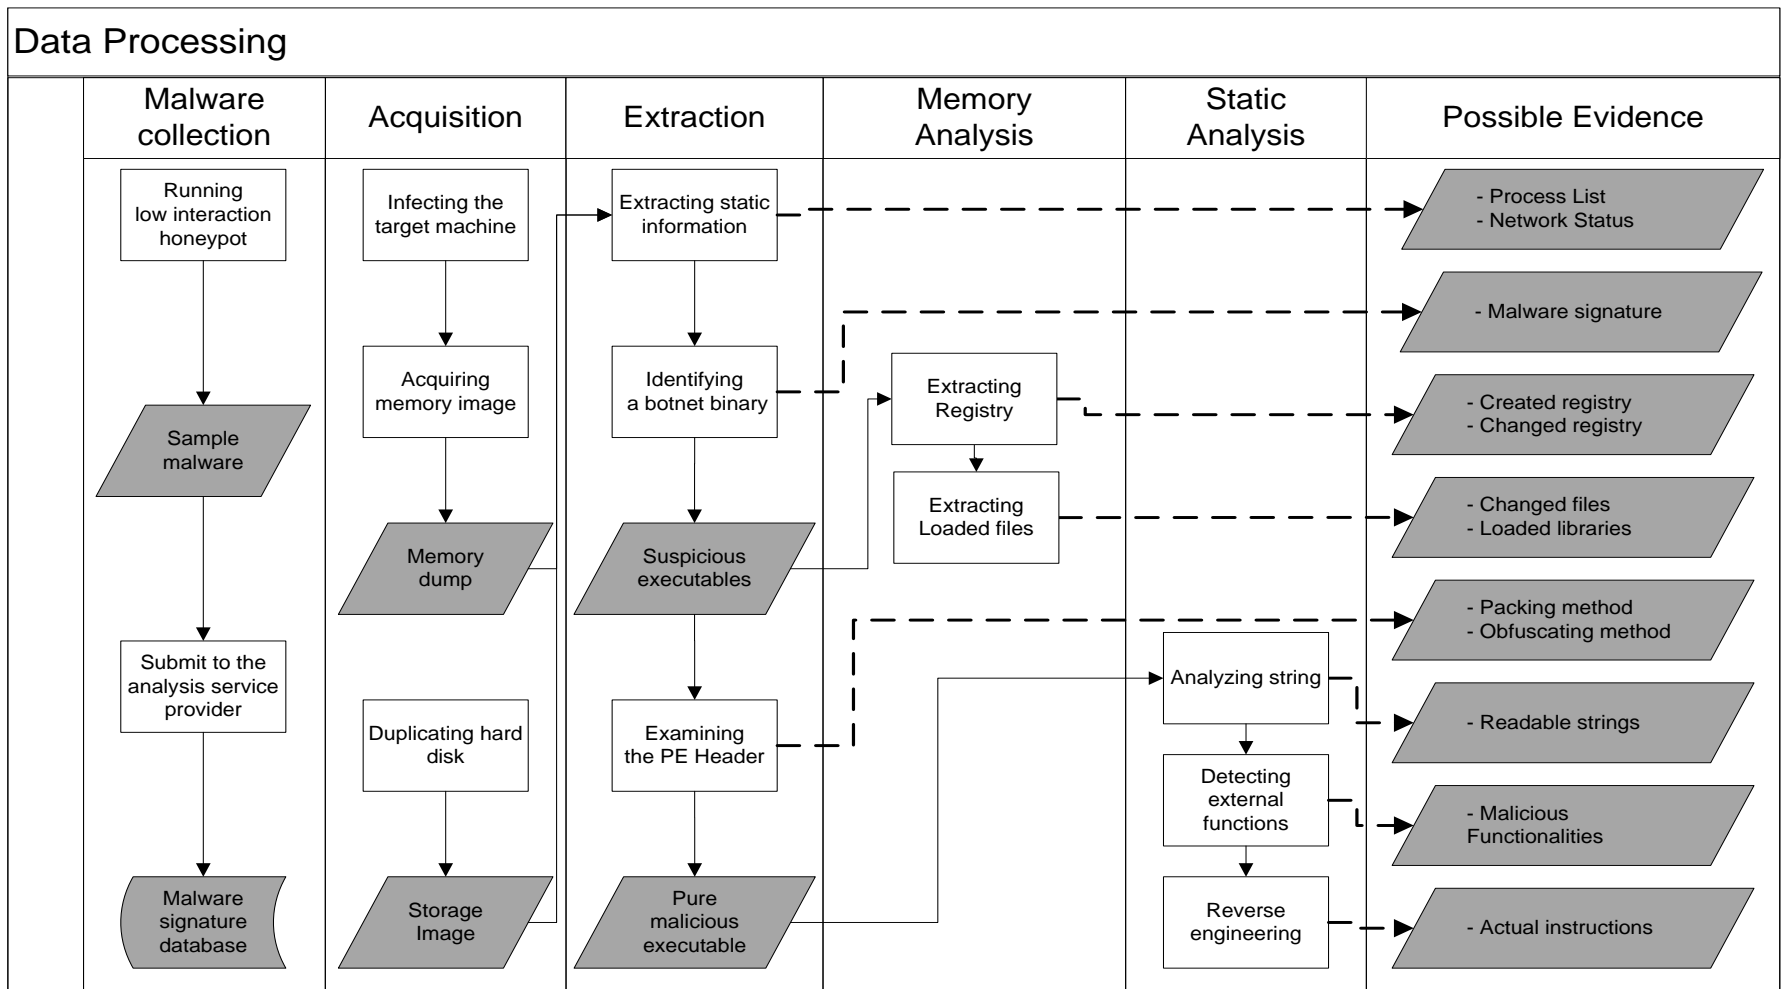 Data Processing
Malware
collection
Acquisition
Extraction
Memory
Analysis
Static
Analysis
Possible Evidence
Running
low interaction
honeypot
Sample
malware
Submit to the
analysis service
provider
Malware
signature
database
Infecting the
target machine
Acquiring
memory image
Memory
dump
Duplicating hard
disk
Storage
Image
Extracting static
information
Identifying
a botnet binary
Suspicious
executables
Examining
the PE Header
Pure
malicious
executable
Extracting
Registry
Extracting
Loaded files
Analyzing string
Detecting
external
functions
Reverse
engineering
- Process List
- Network Status
- Malware signature
- Created registry
- Changed registry
- Changed files
- Loaded libraries
- Packing method
- Obfuscating method
- Readable strings
- Malicious
Functionalities
- Actual instructions